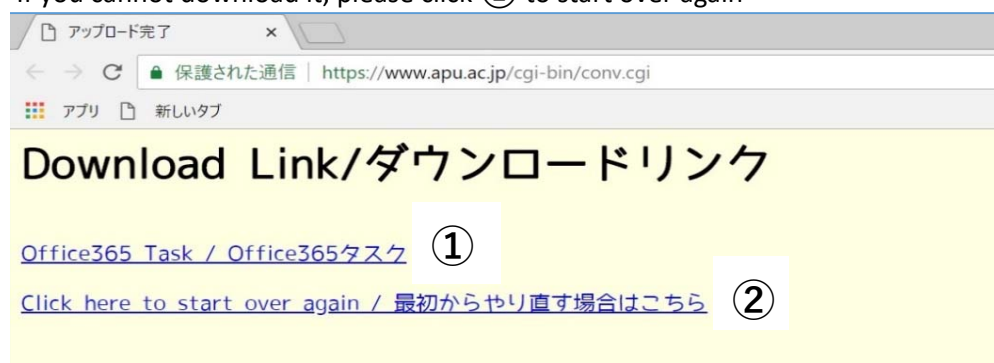 If you cannot download it, please click ② to start over again
アップロード完了
保護された通信 | https://www.apu.ac.jp/cgi-bin/conv.cgi
アプリ 新しいタブ
Download Link/ダウンロードリンク
Office365 Task / Office365タスク ①
Click here to start over again / 最初からやり直す場合はこちら ②